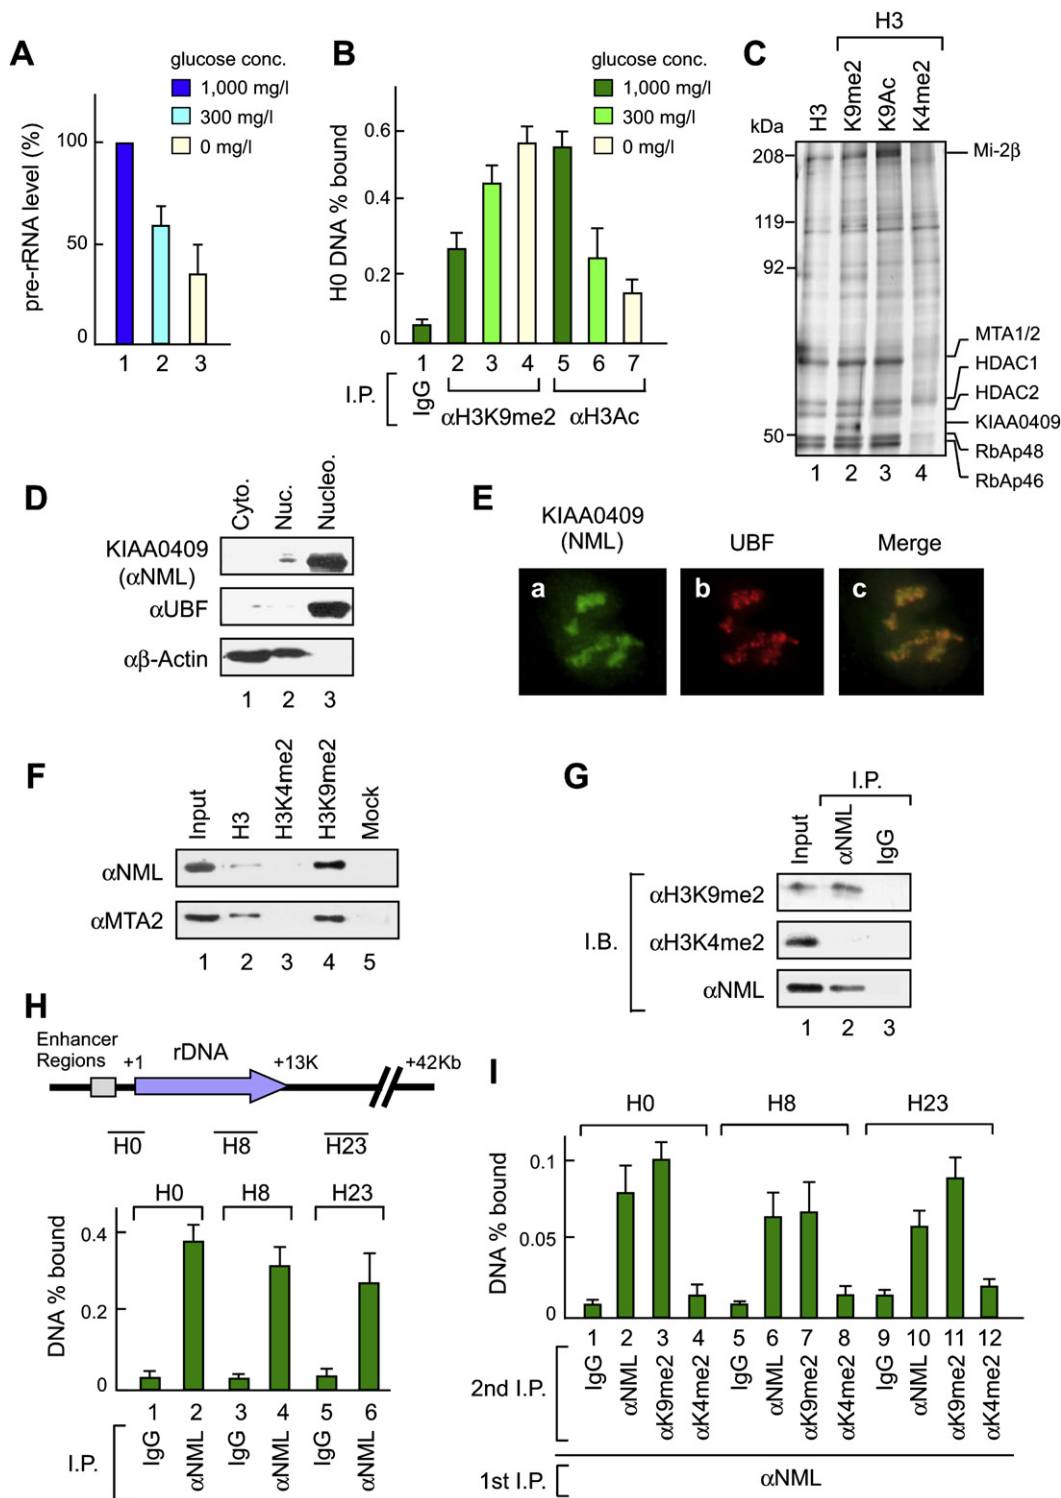 A
glucose conc.
1,000 mg/l
300 mg/l
0 mg/l
pre-rRNA level (%)
100
50
0
1 2 3
B
glucose conc.
1,000 mg/l
300 mg/l
0 mg/l
H0 DNA % bound
0.6
0.4
0.2
0
1 2 3 4 5 6 7
I.P.
IgG
αH3K9me2
αH3Ac
C
H3
H3
K9me2
K9Ac
K4me2
kDa
208
119
92
50
Mi-2β
MTA1/2
HDAC1
HDAC2
KIAA0409
RbAp48
RbAp46
1 2 3 4
D
Cyto.
Nuc.
Nucleo.
KIAA0409
(αNML)
αUBF
αβ-Actin
1 2 3
E
KIAA0409
(NML)
UBF
Merge
a
b
c
F
Input
H3
H3K4me2
H3K9me2
Mock
αNML
αMTA2
1 2 3 4 5
G
I.P.
Input
αNML
IgG
I.B.
αH3K9me2
αH3K4me2
αNML
1 2 3
H
Enhancer
Regions
+1
rDNA
+13K
+42Kb
H0
H8
H23
H0
H8
H23
DNA % bound
0.4
0.2
0
1 2 3 4 5 6
I.P.
IgG
αNML
IgG
αNML
IgG
αNML
I
H0
H8
H23
DNA % bound
0.1
0.05
0
1 2 3 4 5 6 7 8 9 10 11 12
2nd I.P.
IgG
αNML
αK9me2
αK4me2
IgG
αNML
αK9me2
αK4me2
IgG
αNML
αK9me2
αK4me2
1st I.P.
αNML